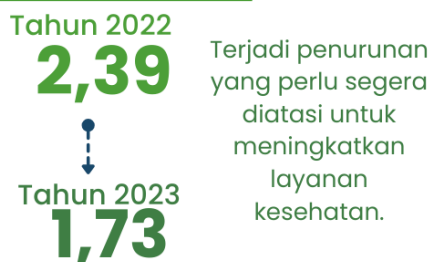 Tahun 2022
2,39
Tahun 2023
1,73
Terjadi penurunan
yang perlu segera
diatasi untuk
meningkatkan
layanan
kesehatan.